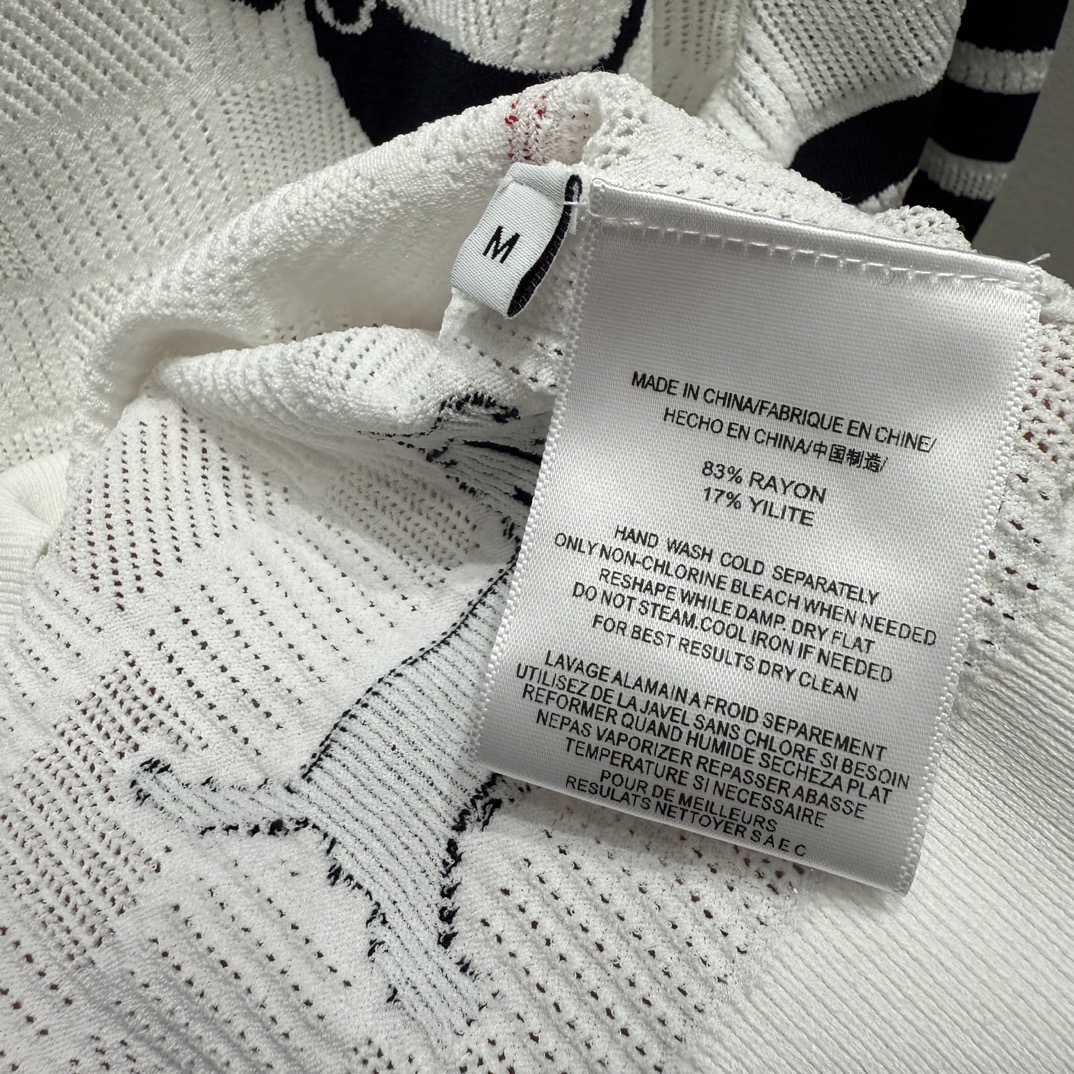 M
MADE IN CHINA/FABRIQUE EN CHINE/
HECHO EN CHINA/中国制造/
83% RAYON
17% YILITE
HAND WASH COLD SEPARATELY
ONLY NON-CHLORINE BLEACH WHEN NEEDED
RESHAPE WHILE DAMP. DRY FLAT
DO NOT STEAM.COOL IRON IF NEEDED
FOR BEST RESULTS DRY CLEAN
LAVAGE ALAMAIN A FROID SEPAREMENT
UTILISEZ DE LA JAVEL SANS CHLORE SI BESOIN
REFORMER QUAND HUMIDE SECHEZA PLAT
NEPAS VAPORIZER REPASSER ABASSE
TEMPERATURE SI NECESSAIRE
POUR DE MEILLEURS
RESULATS NETTOYER S A E C